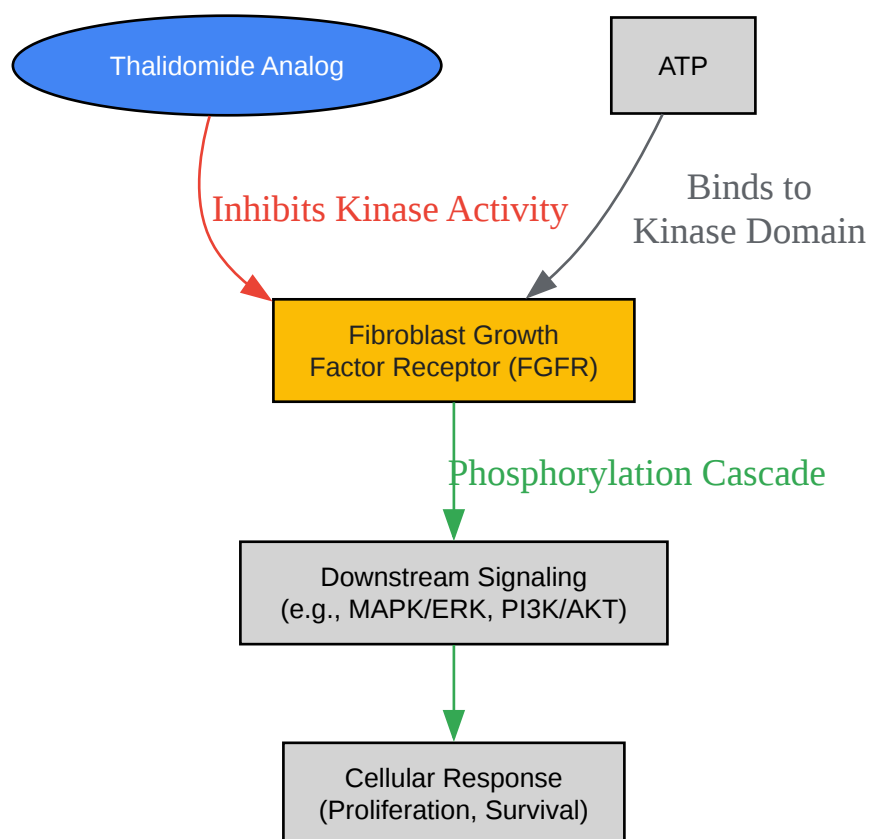 Thalidomide Analog
ATP
Inhibits Kinase Activity
Binds to
Kinase Domain
Fibroblast Growth
Factor Receptor (FGFR)
Phosphorylation Cascade
Downstream Signaling
(e.g., MAPK/ERK, PI3K/AKT)
Cellular Response
(Proliferation, Survival)